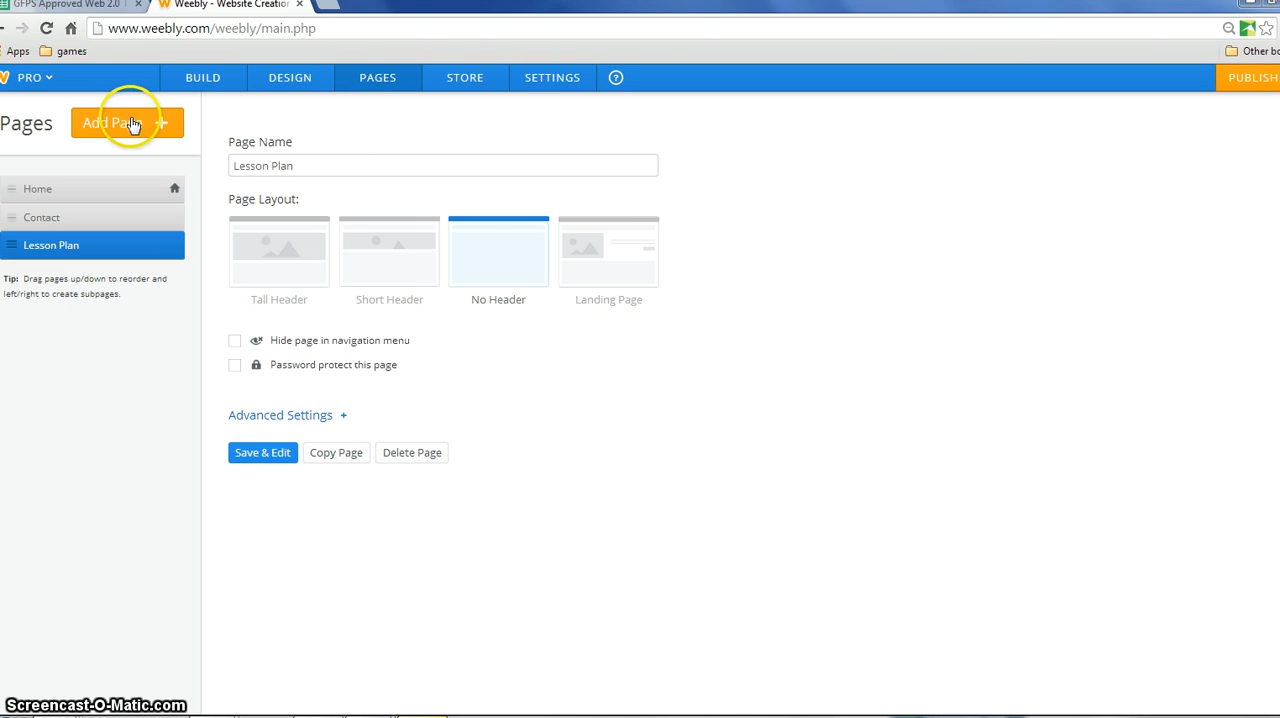 GFPS Approved Web 2.0
Weebly - Website Creation
www.weebly.com/weebly/main.php
Apps
games
Other bo
PRO
BUILD
DESIGN
PAGES
STORE
SETTINGS
?
PUBLISH
Pages
Add Page +
Home
Contact
Lesson Plan
Tip: Drag pages up/down to reorder and
left/right to create subpages.
Page Name
Lesson Plan
Page Layout:
Tall Header
Short Header
No Header
Landing Page
Hide page in navigation menu
Password protect this page
Advanced Settings +
Save & Edit
Copy Page
Delete Page
Screencast-O-Matic.com